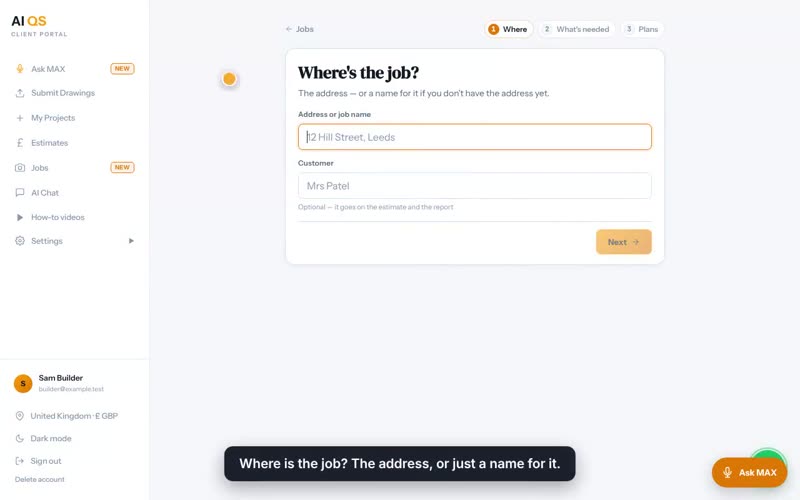 AI QS
CLIENT PORTAL
Ask MAX NEW
Submit Drawings
My Projects
Estimates
Jobs NEW
AI Chat
How-to videos
Settings
S
Sam Builder
builder@example.test
United Kingdom · £ GBP
Dark mode
Sign out
Delete account
← Jobs
1 Where
2 What's needed
3 Plans
Where's the job?
The address — or a name for it if you don't have the address yet.
Address or job name
12 Hill Street, Leeds
Customer
Mrs Patel
Optional — it goes on the estimate and the report
Next →
Where is the job? The address, or just a name for it.
Ask MAX